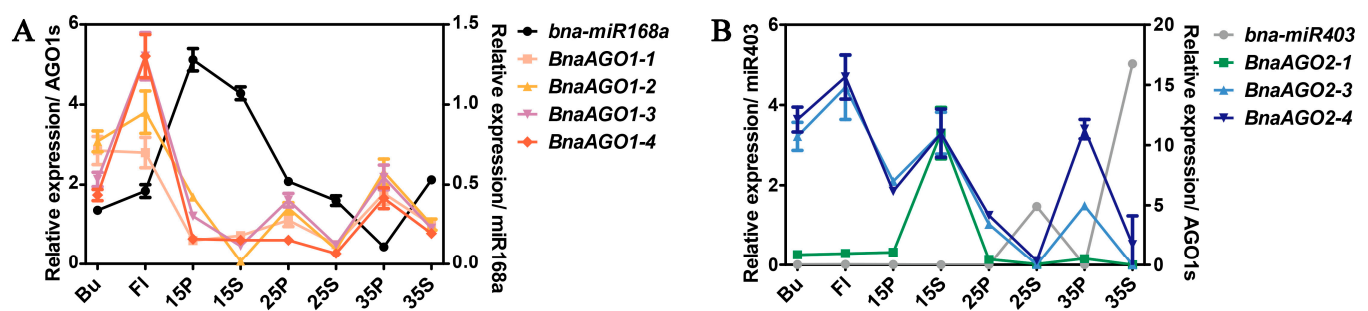 A
Relative expression/ AGO1s
6
4
2
0
1.5
1.0
0.5
0.0
Relative expression/ miR168a
Bu
Fl
15P
15S
25P
25S
35P
35S
bna-miR168a
BnaAGO1-1
BnaAGO1-2
BnaAGO1-3
BnaAGO1-4
B
Relative expression/ miR403
6
4
2
0
20
15
10
5
0
Relative expression/ AGO1s
Bu
Fl
15P
15S
25P
25S
35P
35S
bna-miR403
BnaAGO2-1
BnaAGO2-3
BnaAGO2-4